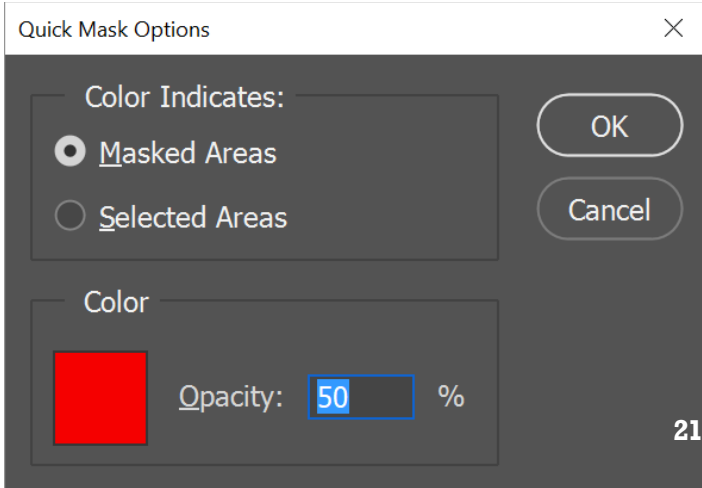 Quick Mask Options
Color Indicates:
Masked Areas
Selected Areas
OK
Cancel
Color
Opacity: 50 %
21